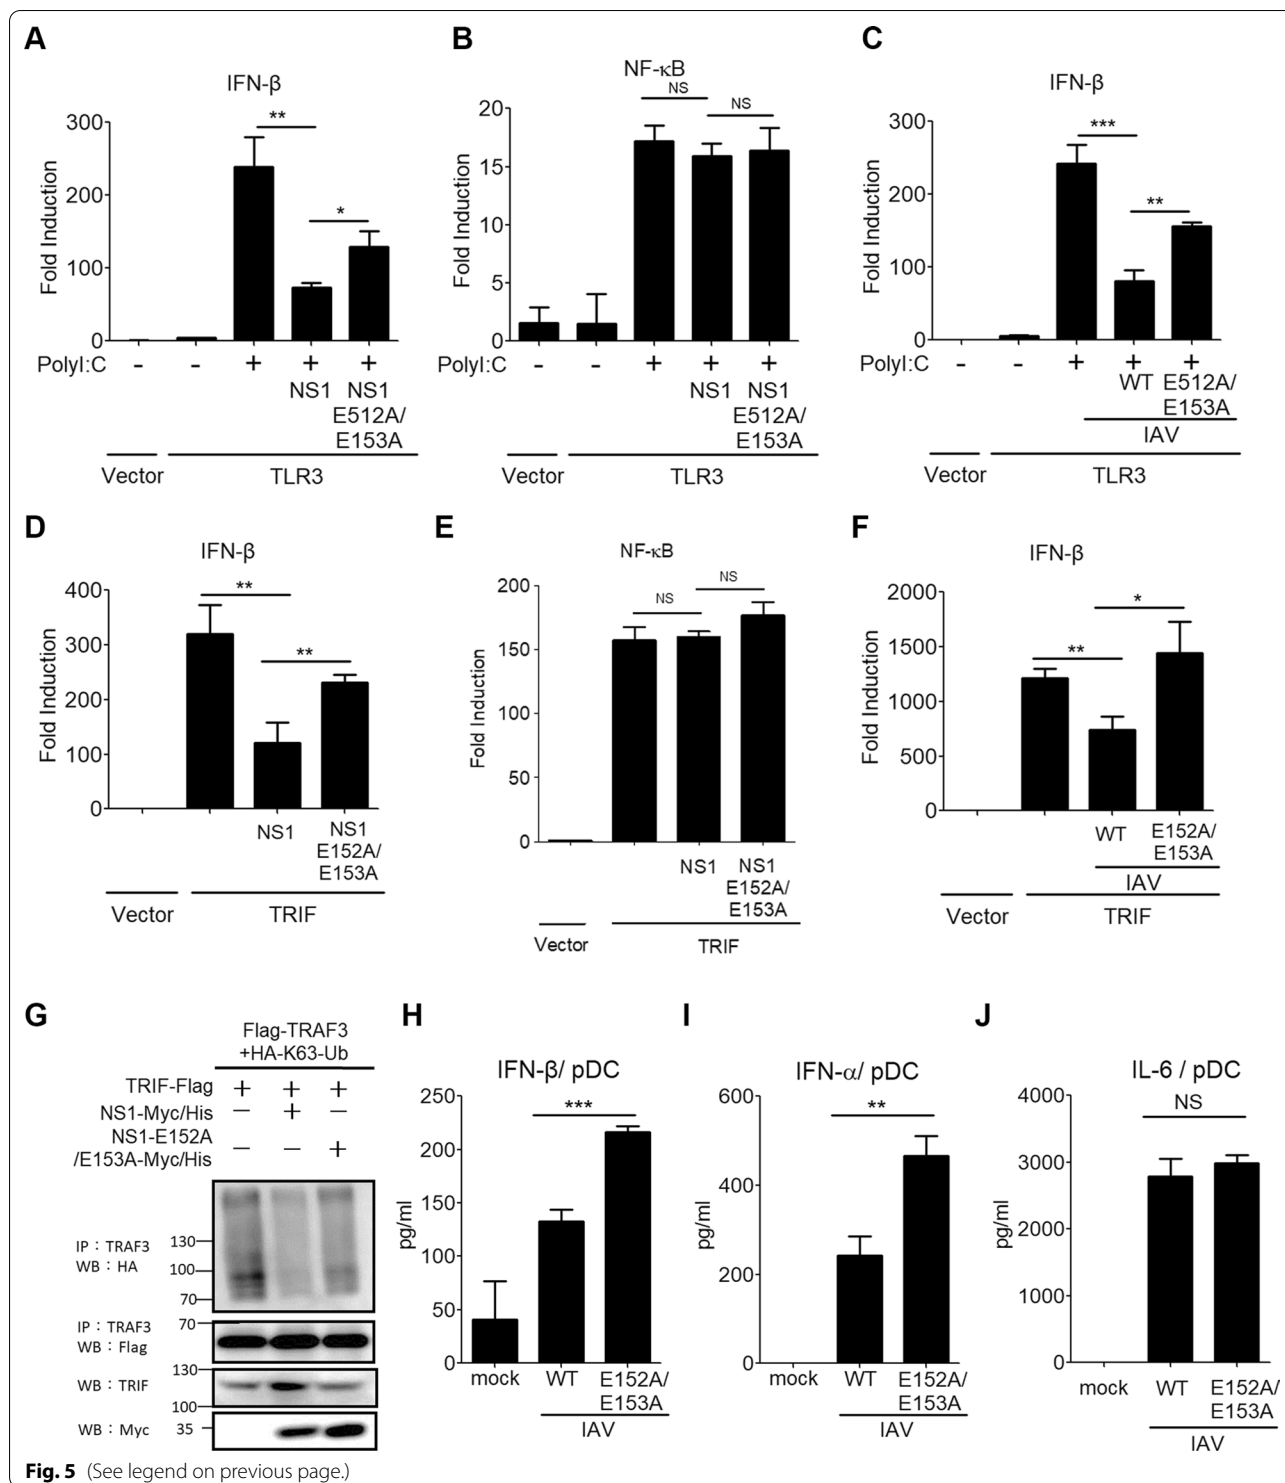 A
IFN-β
**
*
Fold Induction
300
200
100
0
PolyI:C - - + + +
NS1 NS1
E512A/
E153A
Vector TLR3
B
NF-κB
NS
NS
Fold Induction
20
15
10
5
0
- - + + +
NS1 NS1
E512A/
E153A
Vector TLR3
C
IFN-β
***
**
Fold Induction
300
200
100
0
PolyI:C - - + + +
WT E512A/
E153A
IAV
Vector TLR3
D
IFN-β
**
**
Fold Induction
400
300
200
100
0
NS1 NS1
E152A/
E153A
Vector TRIF
E
NF-κB
NS
NS
Fold Induction
200
150
100
50
0
NS1 NS1
E152A/
E153A
Vector TRIF
F
IFN-β
*
**
Fold Induction
2000
1500
1000
500
0
WT E152A/
E153A
IAV
Vector TRIF
G
Flag-TRAF3
+HA-K63-Ub
TRIF-Flag + + +
NS1-Myc/His — + —
NS1-E152A
/E153A-Myc/His — — +
IP：TRAF3
WB：HA
130
100
70
IP：TRAF3
WB：Flag
70
WB：TRIF
130
100
WB：Myc 35
H
IFN-β/ pDC
***
pg/ml
250
200
150
100
50
0
mock WT E152A/
E153A
IAV
I
IFN-α/ pDC
**
pg/ml
600
400
200
0
mock WT E152A/
E153A
IAV
J
IL-6 / pDC
NS
pg/ml
4000
3000
2000
1000
0
mock WT E152A/
E153A
IAV
Fig. 5 (See legend on previous page.)